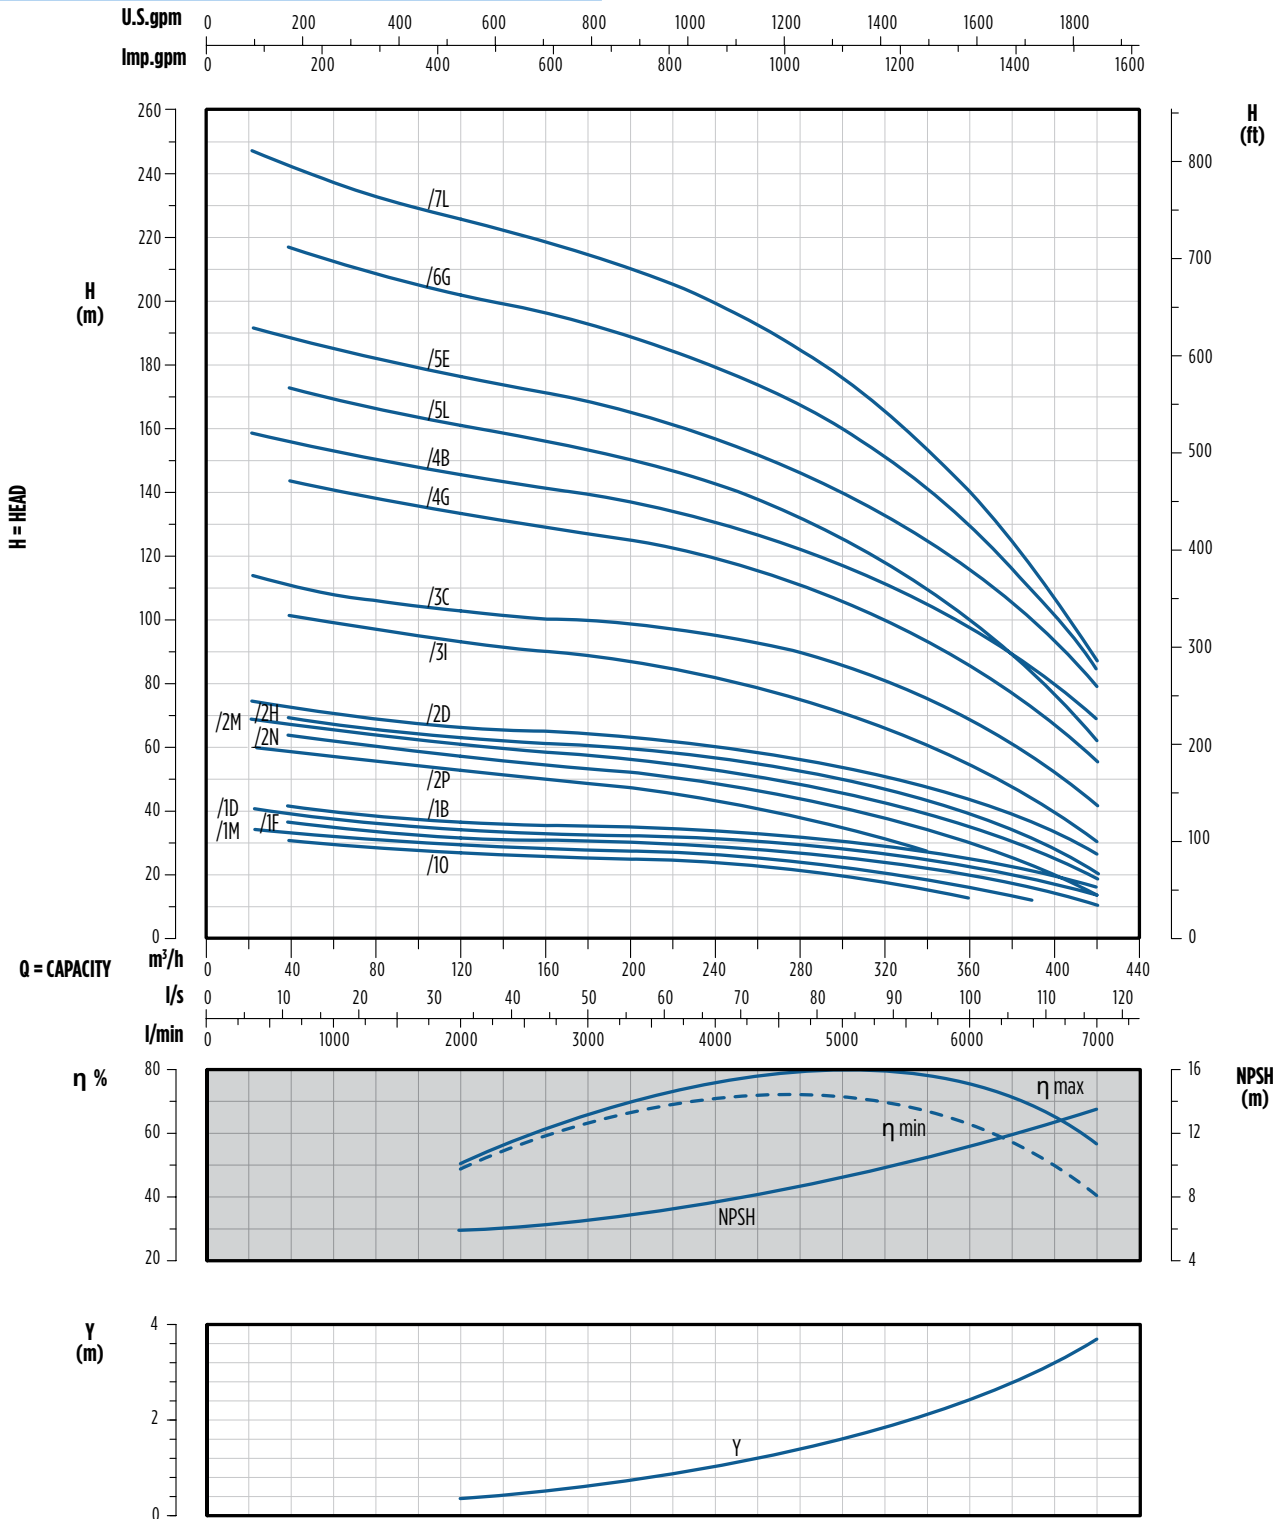 U.S.gpm 0 200 400 600 800 1000 1200 1400 1600 1800
Imp.gpm 0 200 400 600 800 1000 1200 1400 1600
H
(m)
H = HEAD
260
240
220
200
180
160
140
120
100
80
60
40
20
0
H
(ft)
800
700
600
500
400
300
200
100
0
/7L
/6G
/5E
/5L
/4B
/4G
/3C
/3I
/2D
/2H
/2M
/2N
/2P
/1B
/1D
/1F
/1M
/1O
Q = CAPACITY
m³/h 0 40 80 120 160 200 240 280 320 360 400 440
l/s 0 10 20 30 40 50 60 70 80 90 100 110 120
l/min 0 1000 2000 3000 4000 5000 6000 7000
η %
80
60
40
20
NPSH
(m)
16
12
8
4
η max
η min
NPSH
Y
(m)
4
2
0
Y